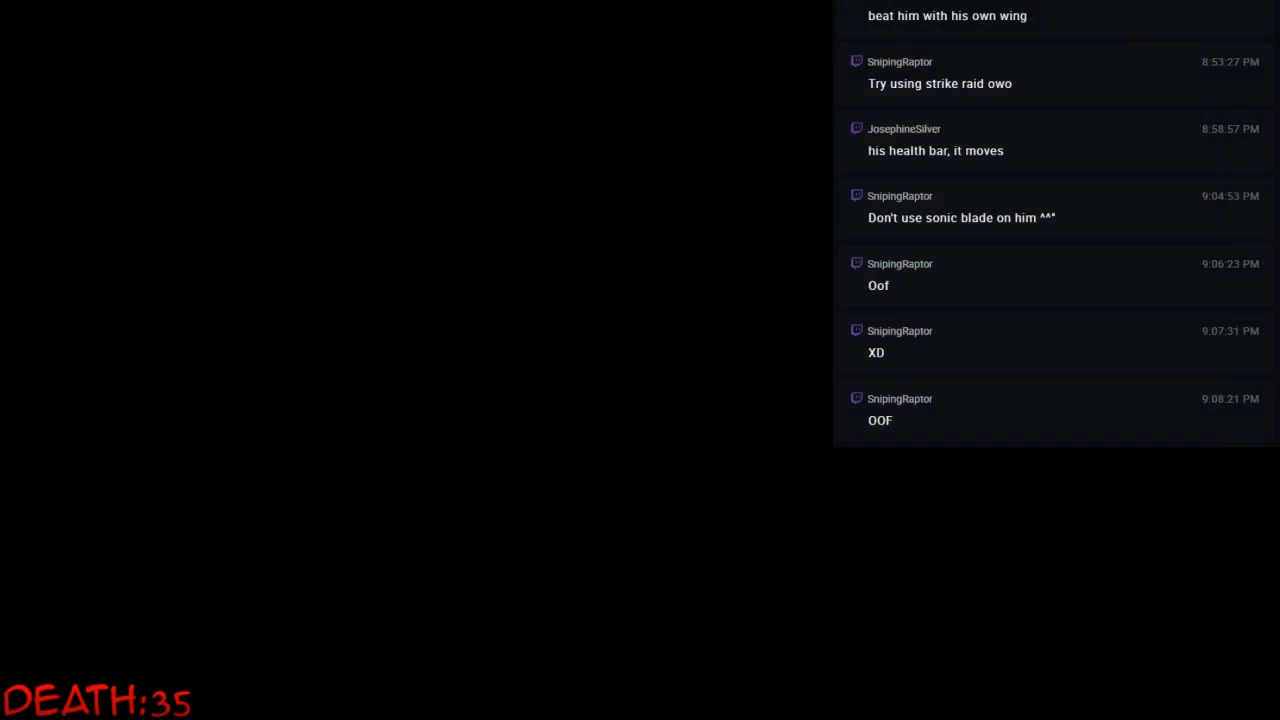 beat him with his own wing
SnipingRaptor 8:53:27 PM
Try using strike raid owo
JosephineSilver 8:58:57 PM
his health bar, it moves
SnipingRaptor 9:04:53 PM
Don't use sonic blade on him ^^"
SnipingRaptor 9:06:23 PM
Oof
SnipingRaptor 9:07:31 PM
XD
SnipingRaptor 9:08:21 PM
OOF
DEATH:35